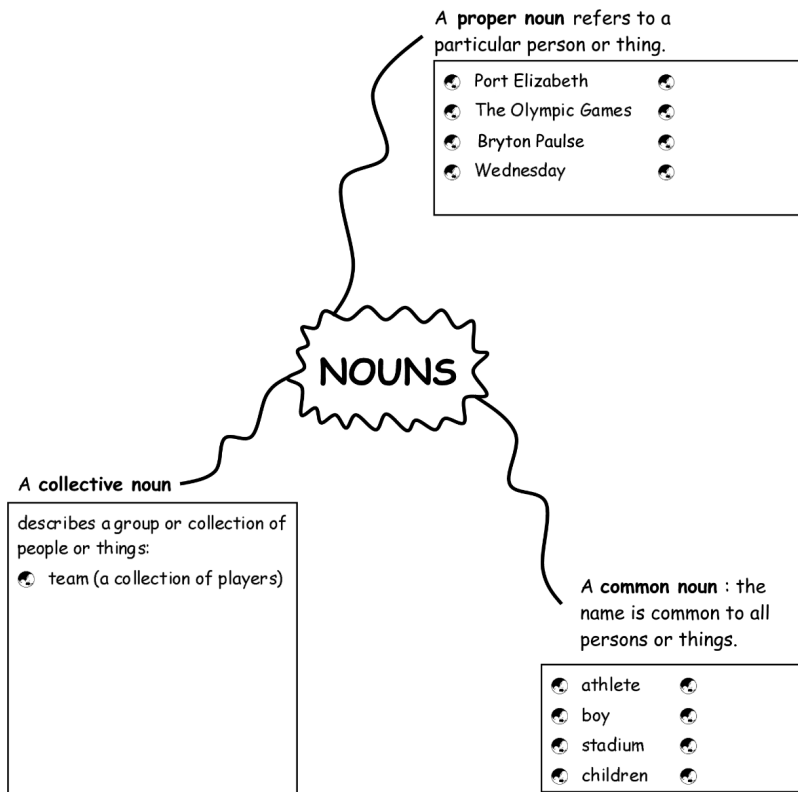 A proper noun refers to a
particular person or thing.
Port Elizabeth
The Olympic Games
Bryton Paulse
Wednesday
NOUNS
A collective noun
describes a group or collection of
people or things:
team (a collection of players)
A common noun : the
name is common to all
persons or things.
athlete
boy
stadium
children